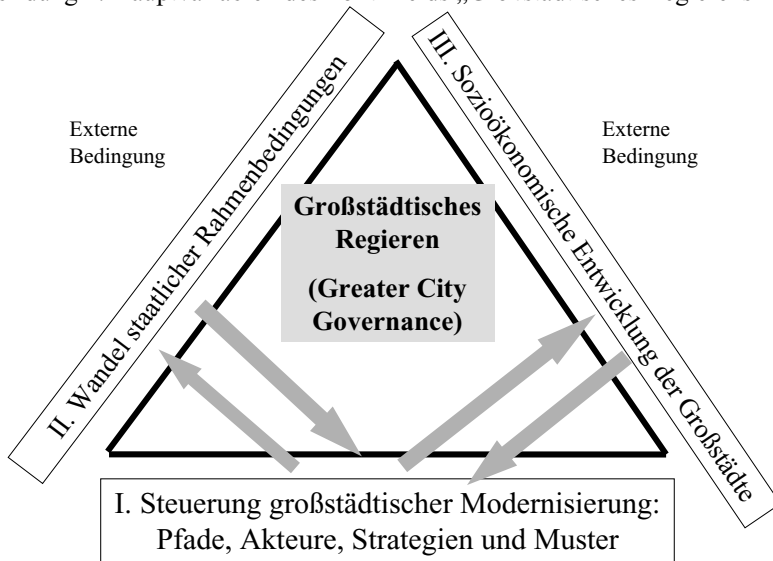 Externe
Bedingung
II. Wandel staatlicher Rahmenbedingungen
Großstädtisches
Regieren
(Greater City
Governance)
III. Sozioökonomische Entwicklung der Großstädte
Externe
Bedingung
I. Steuerung großstädtischer Modernisierung:
Pfade, Akteure, Strategien und Muster